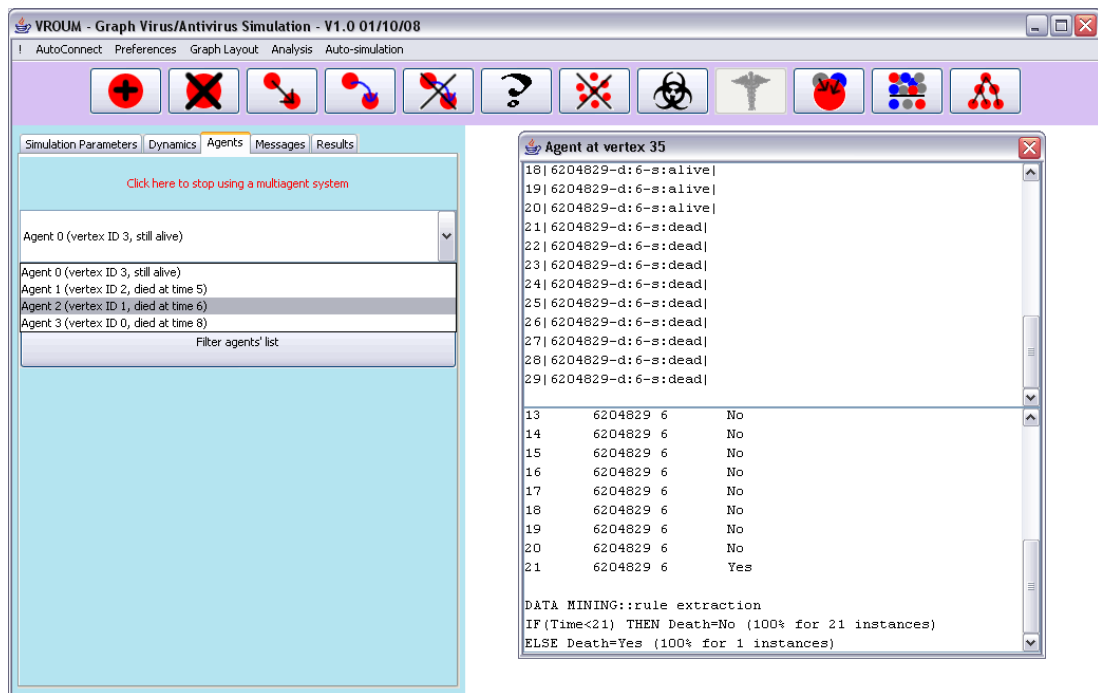 VROUM - Graph Virus/Antivirus Simulation - V1.0 01/10/08
! AutoConnect Preferences Graph Layout Analysis Auto-simulation
Simulation Parameters Dynamics Agents Messages Results
Click here to stop using a multiagent system
Agent 0 (vertex ID 3, still alive)
Agent 0 (vertex ID 3, still alive)
Agent 1 (vertex ID 2, died at time 5)
Agent 2 (vertex ID 1, died at time 6)
Agent 3 (vertex ID 0, died at time 8)
Filter agents' list
Agent at vertex 35
18|6204829-d:6-s:alive|
19|6204829-d:6-s:alive|
20|6204829-d:6-s:alive|
21|6204829-d:6-s:dead|
22|6204829-d:6-s:dead|
23|6204829-d:6-s:dead|
24|6204829-d:6-s:dead|
25|6204829-d:6-s:dead|
26|6204829-d:6-s:dead|
27|6204829-d:6-s:dead|
28|6204829-d:6-s:dead|
29|6204829-d:6-s:dead|
13 6204829 6 No
14 6204829 6 No
15 6204829 6 No
16 6204829 6 No
17 6204829 6 No
18 6204829 6 No
19 6204829 6 No
20 6204829 6 No
21 6204829 6 Yes
DATA MINING::rule extraction
IF(Time<21) THEN Death=No (100% for 21 instances)
ELSE Death=Yes (100% for 1 instances)